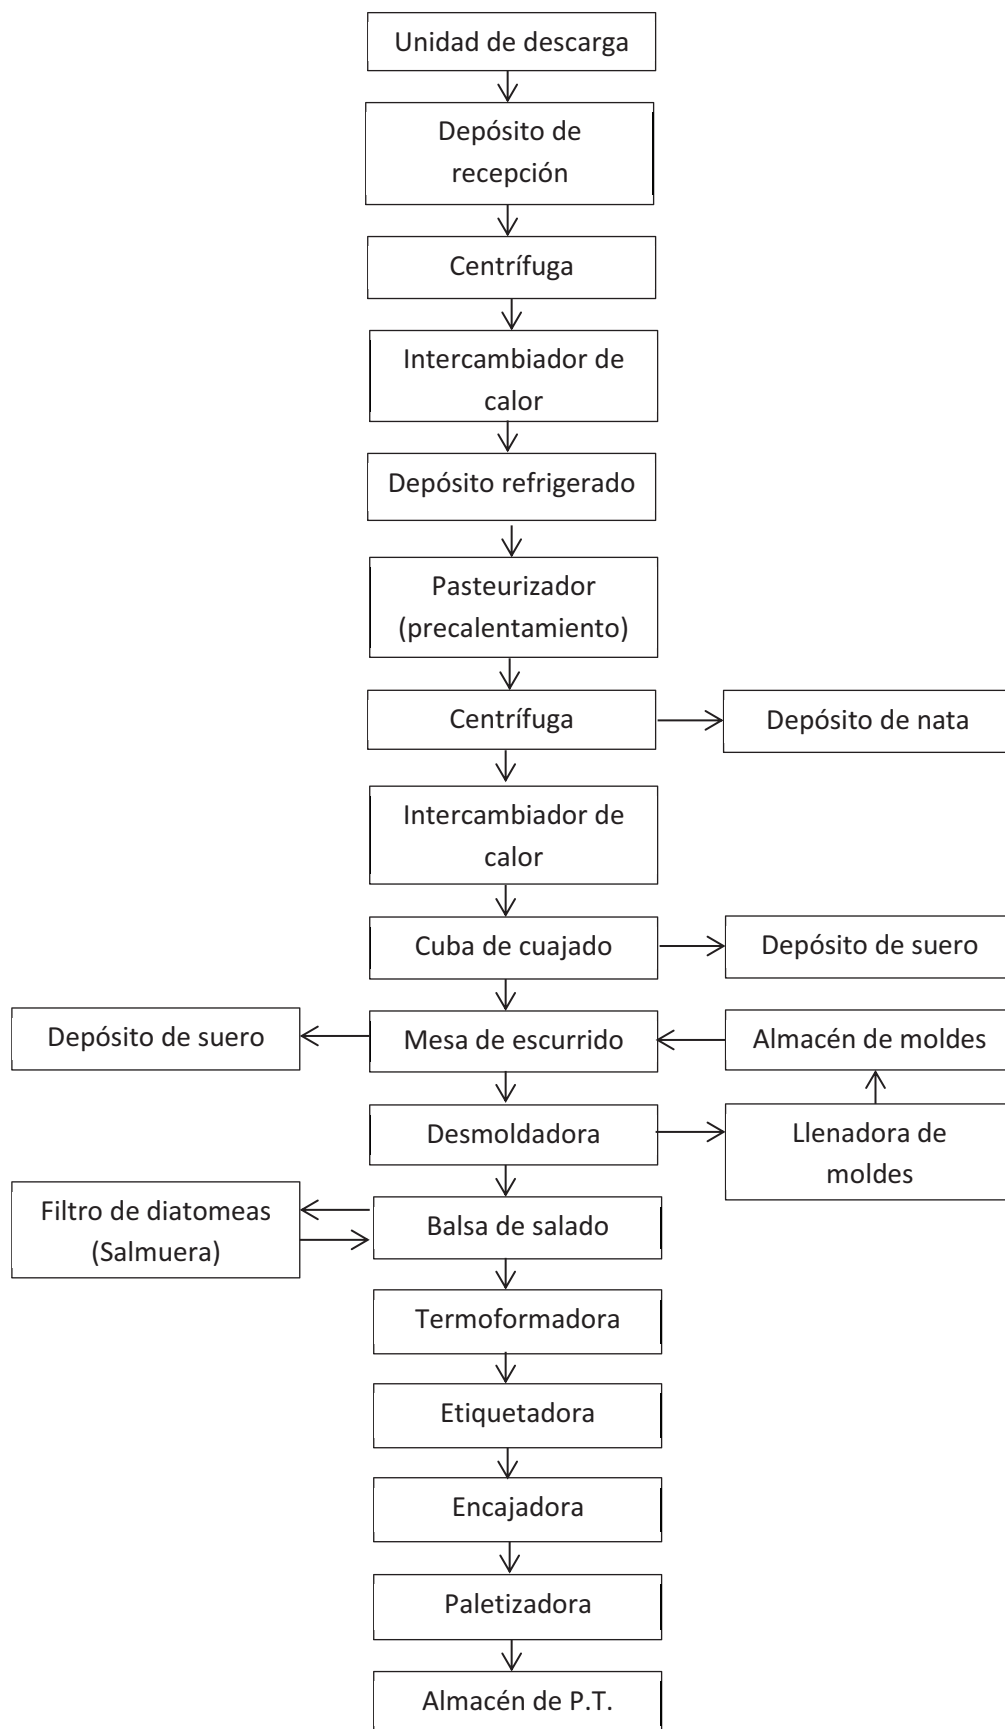 Unidad de descarga
Depósito de
recepción
Centrífuga
Intercambiador de
calor
Depósito refrigerado
Pasteurizador
(precalentamiento)
Centrífuga
Depósito de nata
Intercambiador de
calor
Cuba de cuajado
Depósito de suero
Depósito de suero
Mesa de escurrido
Almacén de moldes
Desmoldadora
Llenadora de
moldes
Filtro de diatomeas
(Salmuera)
Balsa de salado
Termoformadora
Etiquetadora
Encajadora
Paletizadora
Almacén de P.T.